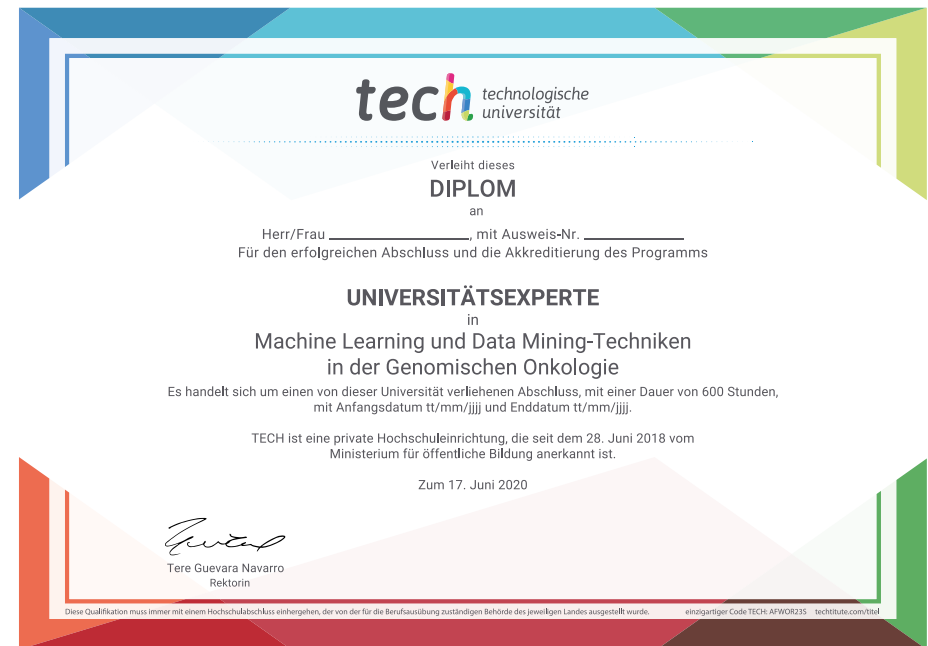 tech technologische
universität
Verleiht dieses
DIPLOM
an
Herr/Frau ____________, mit Ausweis-Nr. ____________
Für den erfolgreichen Abschluss und die Akkreditierung des Programms
UNIVERSITÄTSEXPERTE
in
Machine Learning und Data Mining-Techniken
in der Genomischen Onkologie
Es handelt sich um einen von dieser Universität verliehenen Abschluss, mit einer Dauer von 600 Stunden,
mit Anfangsdatum tt/mm/jjjj und Enddatum tt/mm/jjjj.
TECH ist eine private Hochschuleinrichtung, die seit dem 28. Juni 2018 vom
Ministerium für öffentliche Bildung anerkannt ist.
Zum 17. Juni 2020
Tere Guevara Navarro
Rektorin
Diese Qualifikation muss immer mit einem Hochschulabschluss einhergehen, der von der für die Berufsausübung zuständigen Behörde des jeweiligen Landes ausgestellt wurde. einzigartiger Code TECH: AFWOR23S techtitute.com/titel